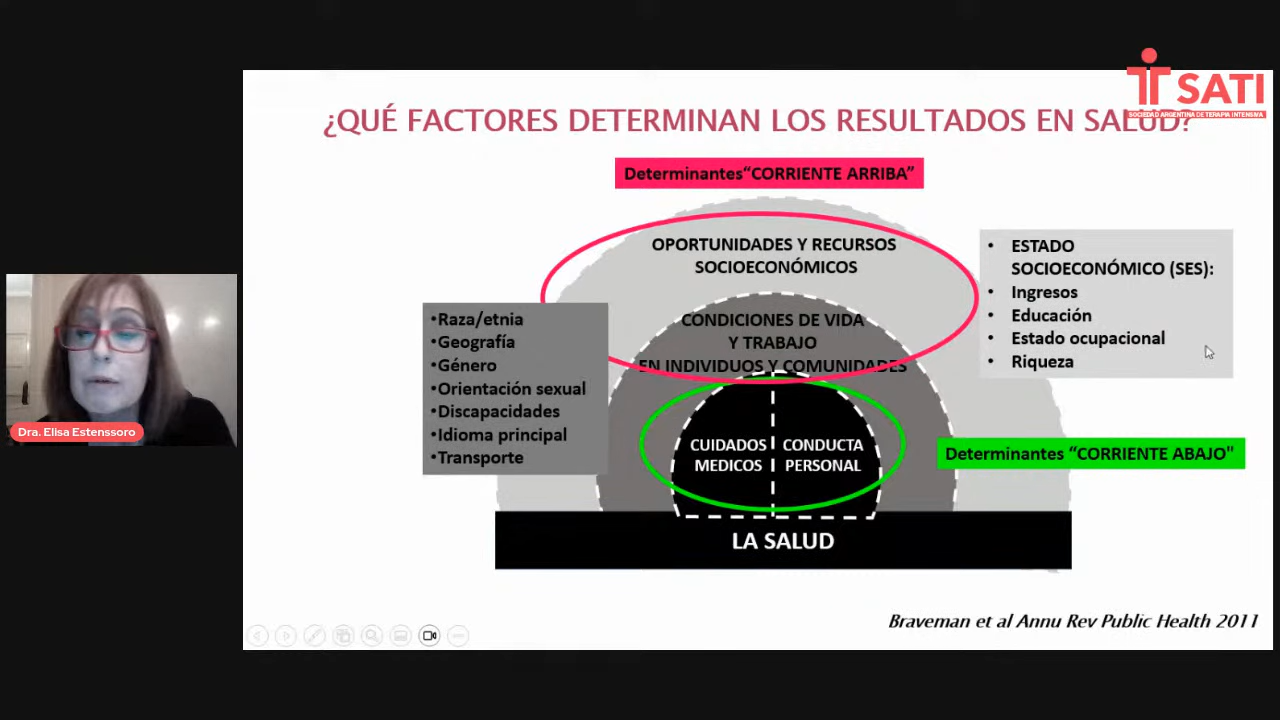 SATI
SOCIEDAD ARGENTINA DE TERAPIA INTENSIVA
¿QUÉ FACTORES DETERMINAN LOS RESULTADOS EN SALUD?
Determinantes“CORRIENTE ARRIBA”
OPORTUNIDADES Y RECURSOS
SOCIOECONÓMICOS
• ESTADO
SOCIOECONÓMICO (SES):
• Ingresos
• Educación
• Estado ocupacional
• Riqueza
•Raza/etnia
•Geografía
•Género
•Orientación sexual
•Discapacidades
•Idioma principal
•Transporte
CONDICIONES DE VIDA
Y TRABAJO
EN INDIVIDUOS Y COMUNIDADES
CUIDADOS
MEDICOS
CONDUCTA
PERSONAL
Determinantes “CORRIENTE ABAJO"
LA SALUD
Dra. Elisa Estenssoro
Braveman et al Annu Rev Public Health 2011